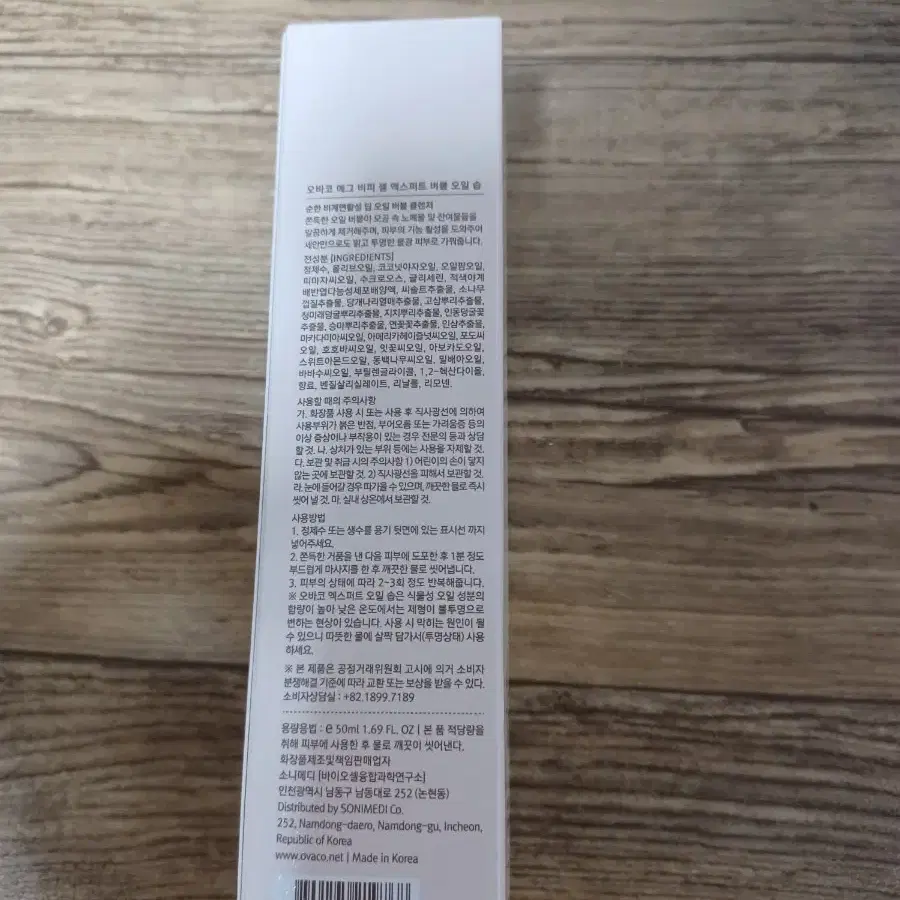 오바코 에그 비피 젤 엑스퍼트 버블 오일 솝
순한 비계면활성 딥 오일 버블 클렌저
쫀득한 오일 버블이 모공 속 노폐물 및 잔여물들을
말끔하게 제거해주며, 피부의 기능 활성을 도와주어
세안만으로도 밝고 투명한 물광 피부로 가꿔줍니다.
전성분 [INGREDIENTS]
정제수, 올리브오일, 코코넛야자오일, 오일팜오일,
피마자씨오일, 수크로오스, 글리세린, 적색야계
배반엽다능성세포배양액, 씨솔트추출물, 소나무
껍질추출물, 당개나리열매추출물, 고삼뿌리추출물,
청미래덩굴뿌리추출물, 지치뿌리추출물, 인동덩굴꽃
추출물, 승마뿌리추출물, 연꽃꽃추출물, 인삼추출물,
마카다미아씨오일, 아메리카헤이즐넛씨오일, 포도씨
오일, 호호바씨오일, 잇꽃씨오일, 아보카도오일,
스위트아몬드오일, 동백나무씨오일, 밀배아오일,
바바수씨오일, 부틸렌글라이콜, 1,2-헥산다이올,
향료, 벤질살리실레이트, 리날롤, 리모넨.
사용할 때의 주의사항
가. 화장품 사용 시 또는 사용 후 직사광선에 의하여
사용부위가 붉은 반점, 부어오름 또는 가려움증 등의
이상 증상이나 부작용이 있는 경우 전문의 등과 상담
할 것. 나. 상처가 있는 부위 등에는 사용을 자제할 것.
다. 보관 및 취급 시의 주의사항 1) 어린이의 손이 닿지
않는 곳에 보관할 것. 2) 직사광선을 피해서 보관할 것.
라. 눈에 들어갈 경우 따가울 수 있으며, 깨끗한 물로 즉시
씻어 낼 것. 마. 실내 상온에서 보관할 것.
사용방법
1. 정제수 또는 생수를 용기 뒷면에 있는 표시선 까지
넣어주세요.
2. 쫀득한 거품을 낸 다음 피부에 도포한 후 1분 정도
부드럽게 마사지를 한 후 깨끗한 물로 씻어냅니다.
3. 피부의 상태에 따라 2~3회 정도 반복해줍니다.
※ 오바코 엑스퍼트 오일 솝은 식물성 오일 성분의
함량이 높아 낮은 온도에서는 제형이 불투명으로
변하는 현상이 있습니다. 사용 시 막히는 원인이 될
수 있으니 따뜻한 물에 살짝 담가서(투명상태) 사용
하세요.
※ 본 제품은 공정거래위원회 고시에 의거 소비자
분쟁해결 기준에 따라 교환 또는 보상을 받을 수 있다.
소비자상담실 : +82.1899.7189
용량용법 : ℮ 50ml 1.69 FL. OZ | 본 품 적당량을
취해 피부에 사용한 후 물로 깨끗이 씻어낸다.
화장품제조및책임판매업자
소니메디 [바이오셀융합과학연구소]
인천광역시 남동구 남동대로 252 (논현동)
Distributed by SONIMEDI Co.
252, Namdong-daero, Namdong-gu, Incheon,
Republic of Korea
www.ovaco.net | Made in Korea